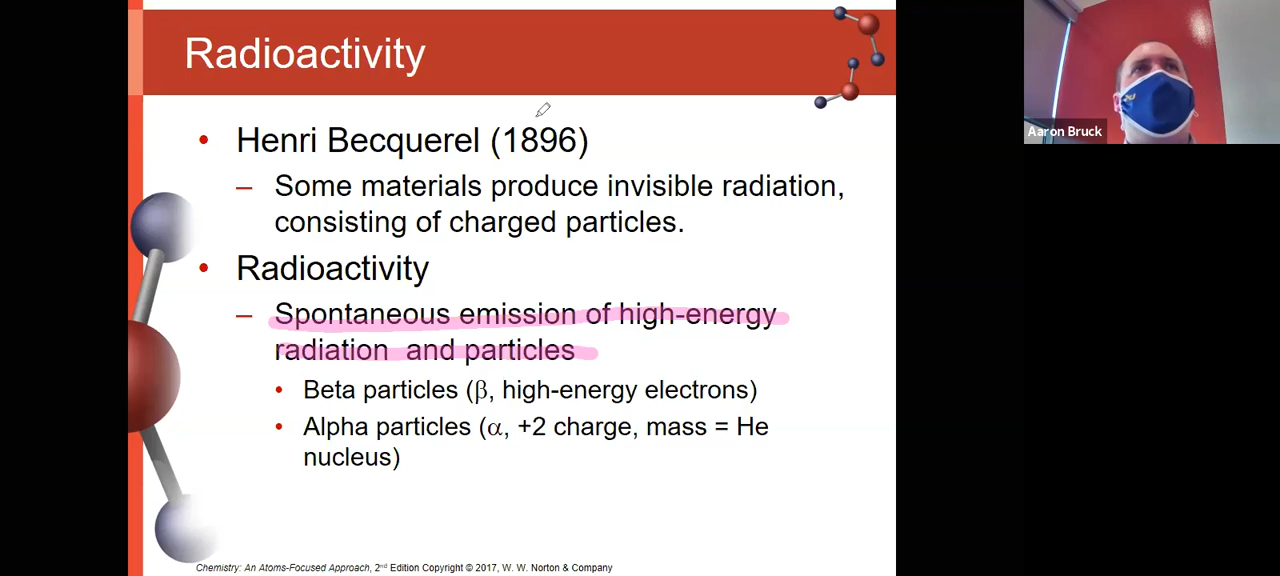 Radioactivity
• Henri Becquerel (1896)
– Some materials produce invisible radiation,
consisting of charged particles.
• Radioactivity
– Spontaneous emission of high-energy
radiation and particles
• Beta particles (β, high-energy electrons)
• Alpha particles (α, +2 charge, mass = He
nucleus)
Chemistry: An Atoms-Focused Approach, 2nd Edition Copyright © 2017, W. W. Norton & Company
Aaron Bruck